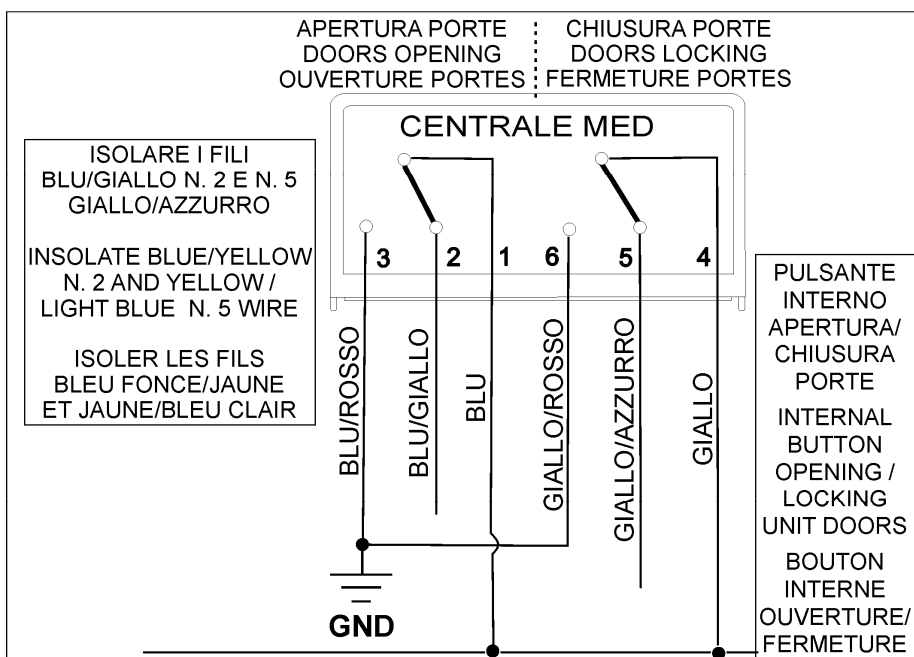 APERTURA PORTE
DOORS OPENING
OUVERTURE PORTES
CHIUSURA PORTE
DOORS LOCKING
FERMETURE PORTES
CENTRALE MED
ISOLARE I FILI
BLU/GIALLO N. 2 E N. 5
GIALLO/AZZURRO
INSOLATE BLUE/YELLOW
N. 2 AND YELLOW /
LIGHT BLUE N. 5 WIRE
ISOLER LES FILS
BLEU FONCE/JAUNE
ET JAUNE/BLEU CLAIR
3 2 1 6 5 4
BLU/ROSSO
BLU/GIALLO
BLU
GIALLO/ROSSO
GIALLO/AZZURRO
GIALLO
GND
PULSANTE
INTERNO
APERTURA/
CHIUSURA
PORTE
INTERNAL
BUTTON
OPENING /
LOCKING
UNIT DOORS
BOUTON
INTERNE
OUVERTURE/
FERMETURE